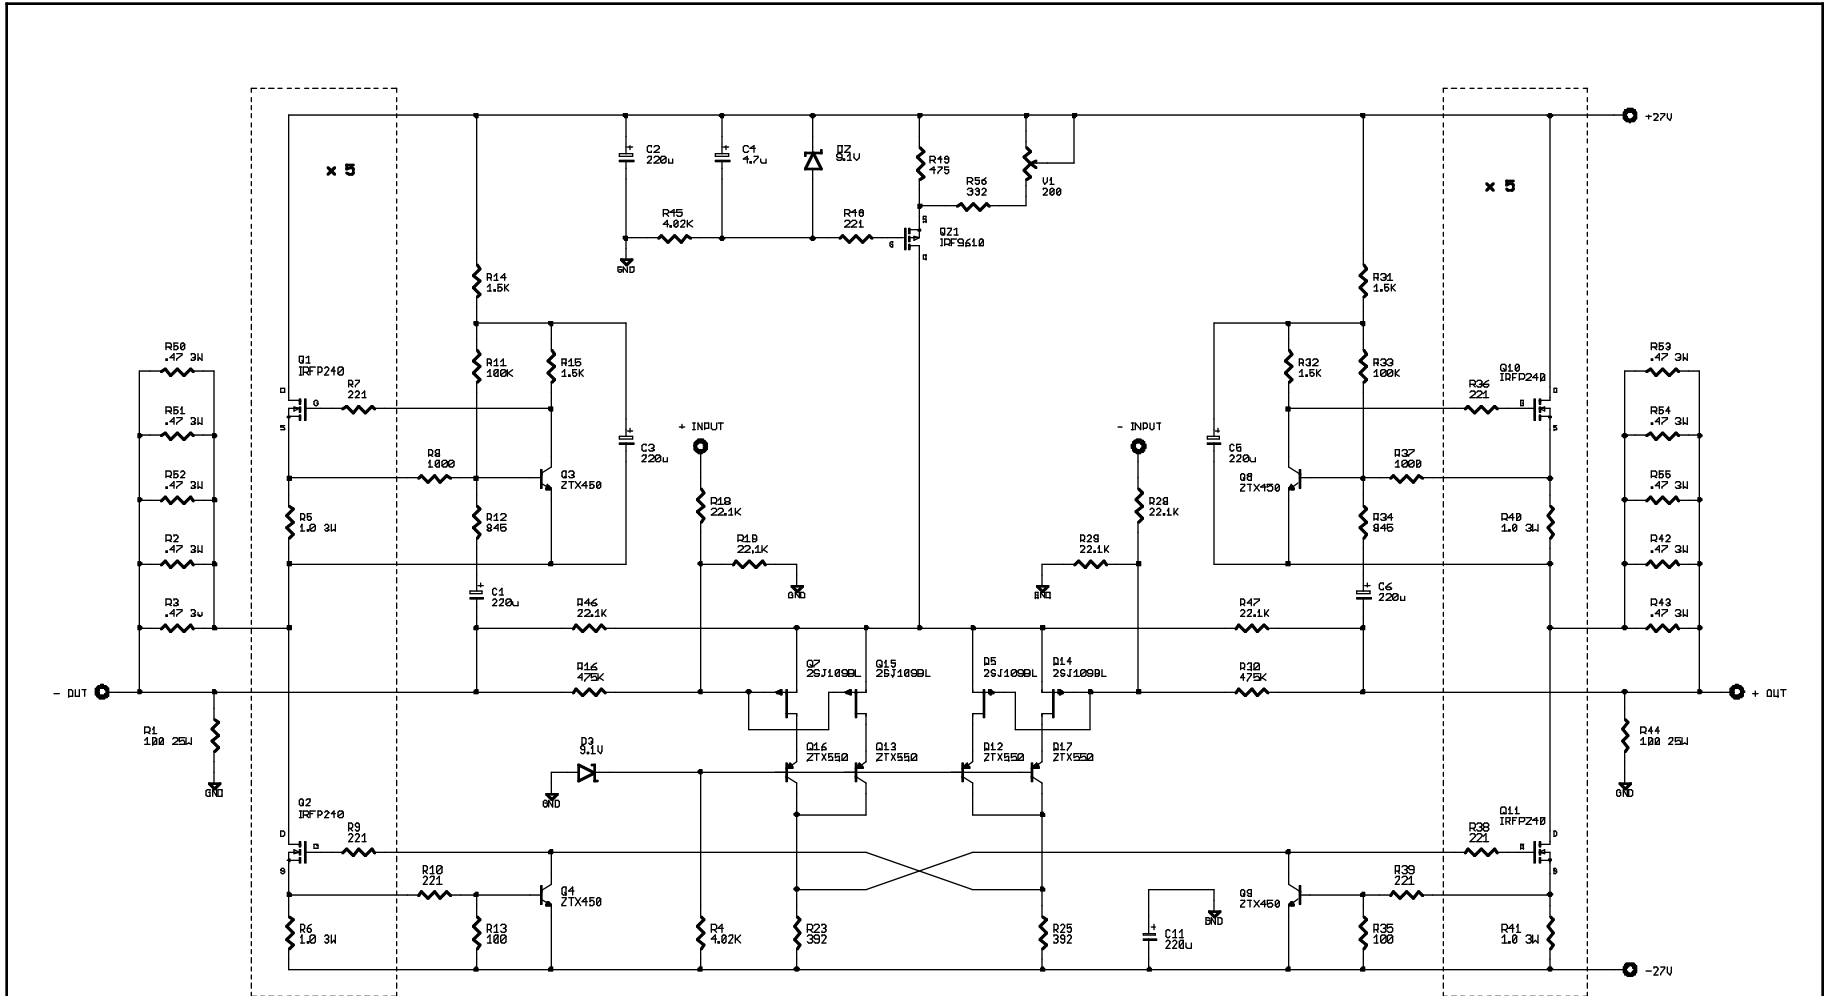 +27V
x 5
x 5
C2
220u
C4
4.7u
DZ
9.1V
R49
475
R56
392
V1
200
R45
4.02K
R48
221
S
G
D
QZ1
IRF9610
GND
R14
1.5K
R31
1.5K
R50
.47 3W
Q1
IRFP240
R7
221
D
G
S
R11
100K
R15
1.5K
R32
1.5K
R33
100K
R36
221
Q10
IRFP240
D
G
S
R53
.47 3W
R51
.47 3W
R54
.47 3W
R8
1000
C3
220u
+ INPUT
- INPUT
C5
220u
R37
1000
R52
.47 3W
Q3
ZTX450
Q8
ZTX450
R55
.47 3W
R5
1.0 3W
R12
845
R18
22.1K
R28
22.1K
R34
845
R40
1.0 3W
R2
.47 3W
R19
22.1K
GND
R29
22.1K
GND
R42
.47 3W
R3
.47 3w
C1
220u
R46
22.1K
R47
22.1K
C6
220u
R43
.47 3W
- OUT
R16
475K
Q7
2SJ109BL
Q15
2SJ109BL
Q5
2SJ109BL
Q14
2SJ109BL
R30
475K
+ OUT
R1
100 25W
GND
D3
9.1V
GND
Q16
ZTX550
Q13
ZTX550
Q12
ZTX550
Q17
ZTX550
R44
100 25W
GND
Q2
IRFP240
D
G
S
R9
221
R38
221
Q11
IRFP240
D
G
S
R10
221
R39
221
Q4
ZTX450
Q9
ZTX450
R6
1.0 3W
R13
100
R4
4.02K
R23
392
R25
392
C11
220u
GND
R35
100
R41
1.0 3W
-27V